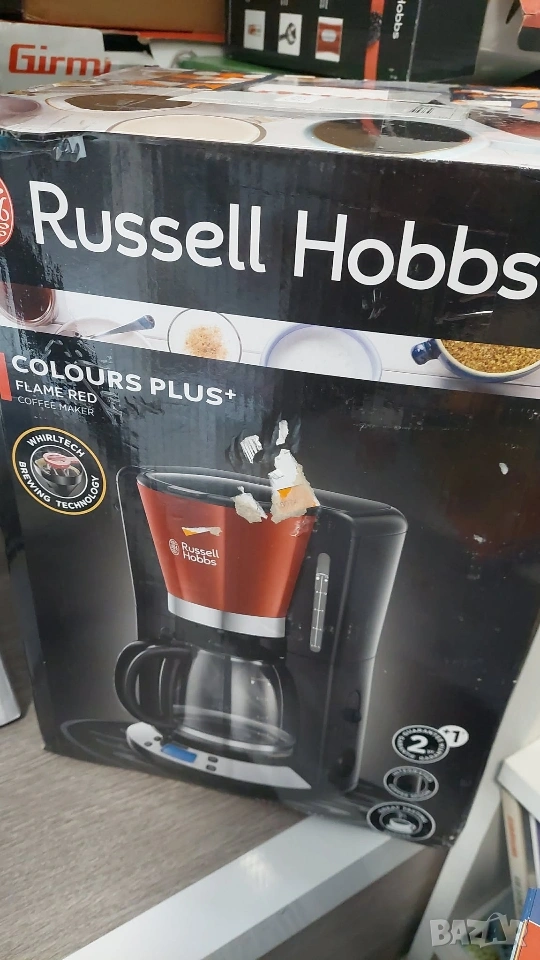 Girmi
Hobbs
Russell Hobbs
COLOURS PLUS+
FLAME RED
COFFEE MAKER
WHIRLTECH
BREWING TECHNOLOGY
Russell
Hobbs
2
+1
BAZAR